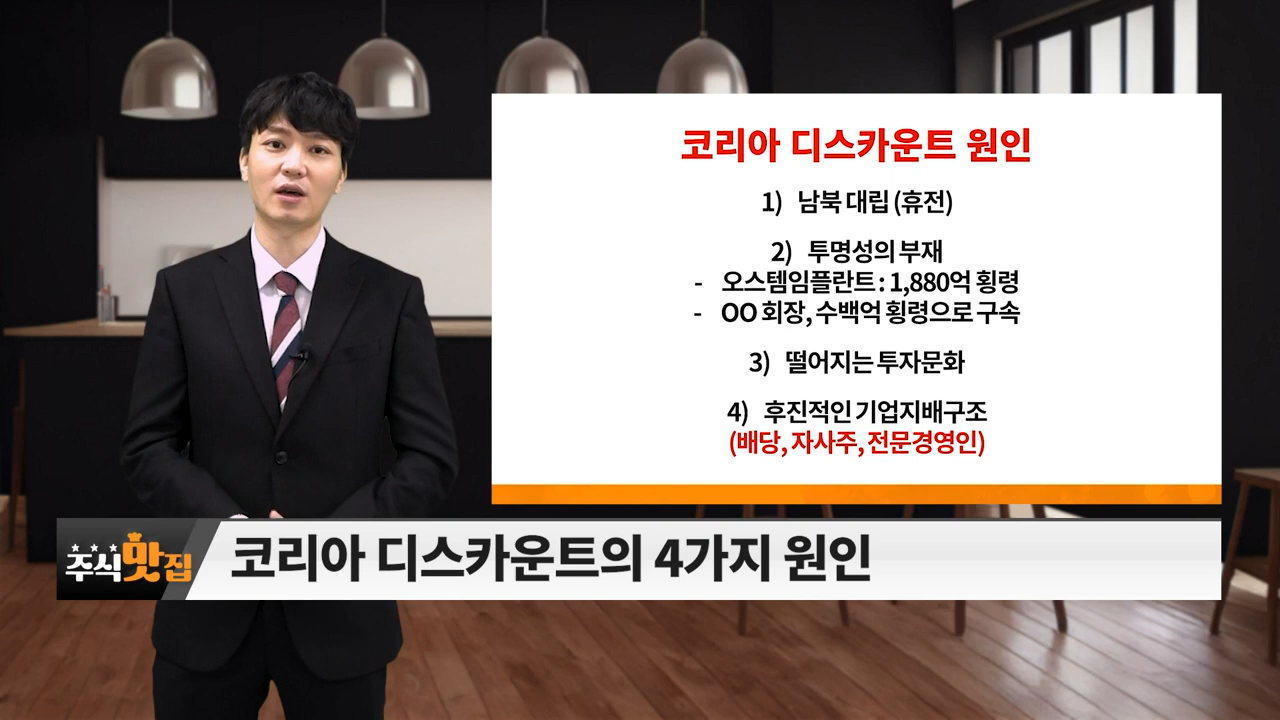 코리아 디스카운트 원인
1) 남북 대립 (휴전)
2) 투명성의 부재
- 오스템임플란트 : 1,880억 횡령
- OO 회장, 수백억 횡령으로 구속
3) 떨어지는 투자문화
4) 후진적인 기업지배구조
(배당, 자사주, 전문경영인)
주식맛집
코리아 디스카운트의 4가지 원인